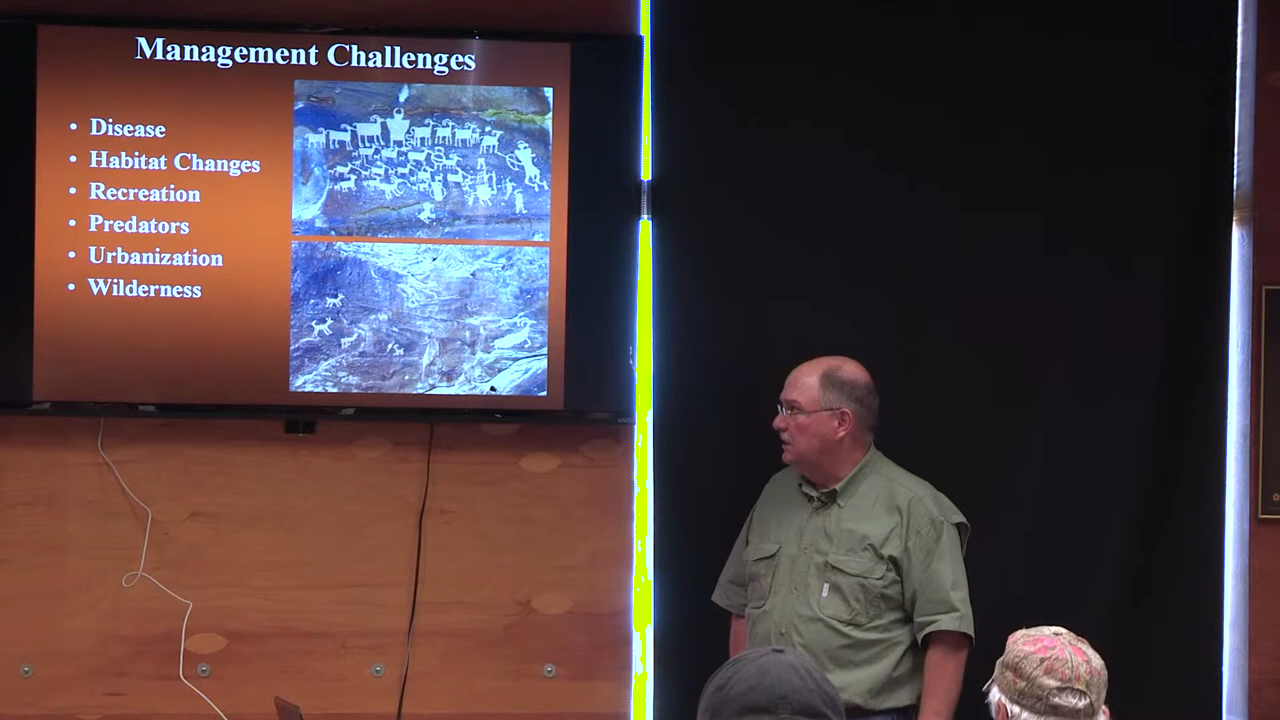 Management Challenges
• Disease
• Habitat Changes
• Recreation
• Predators
• Urbanization
• Wilderness